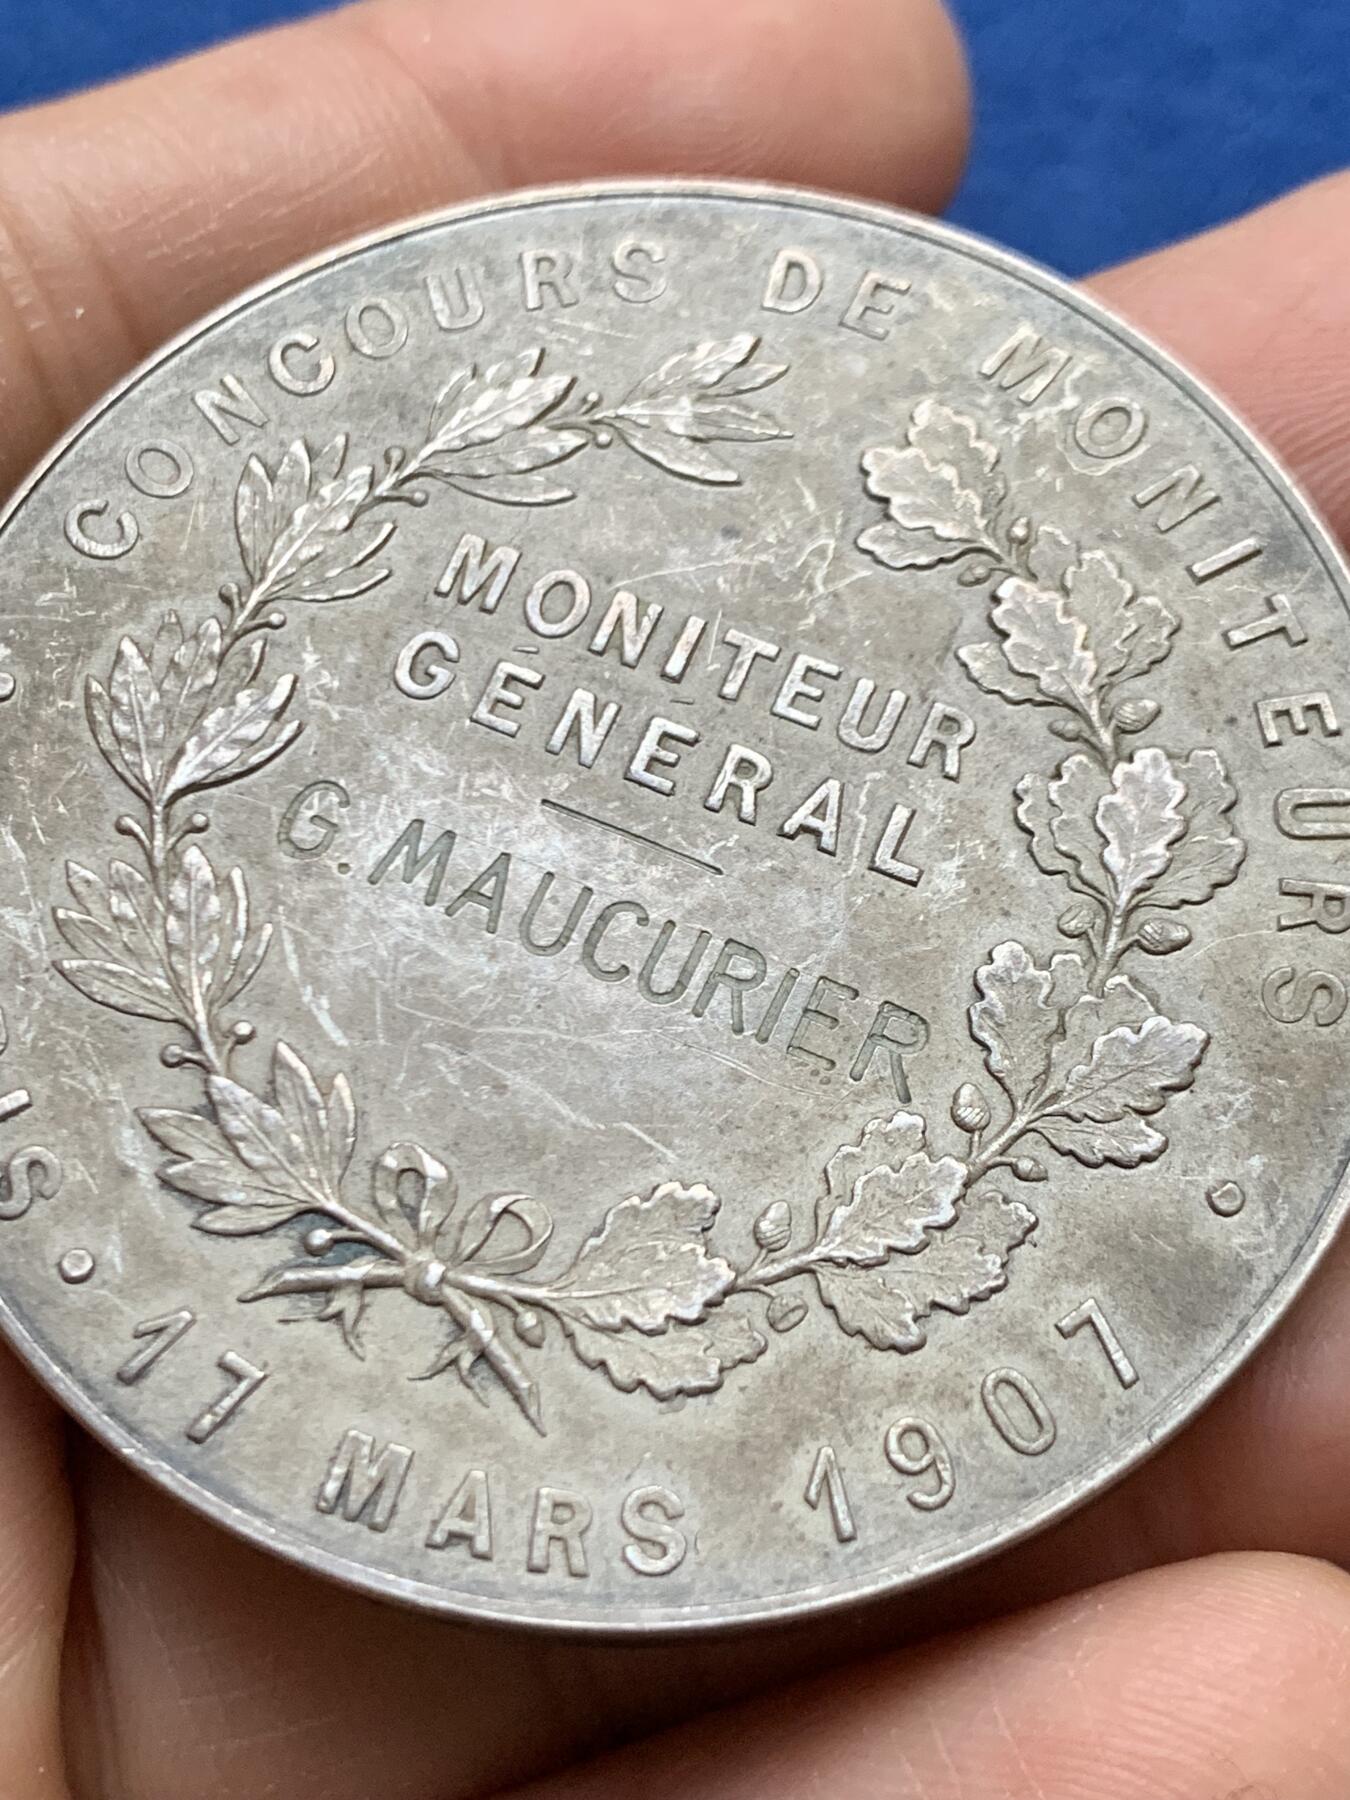 CONCOURS DE MONITEURS
MONITEUR
GÉNÉRAL
G. MAUCURIER
17 MARS 1907